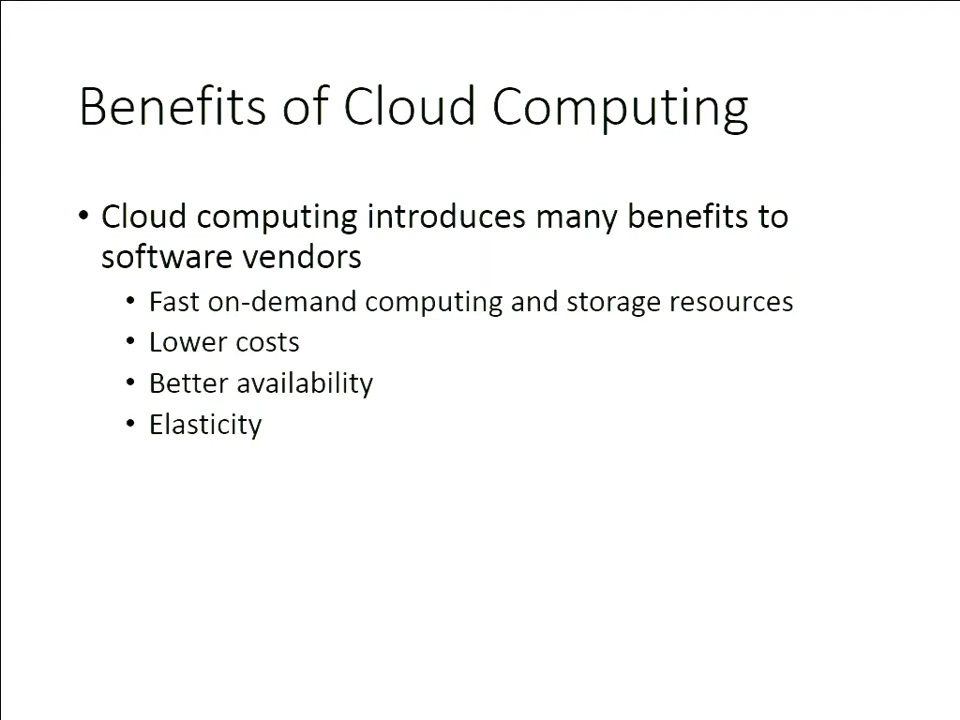 Benefits of Cloud Computing
• Cloud computing introduces many benefits to
software vendors
• Fast on-demand computing and storage resources
• Lower costs
• Better availability
• Elasticity